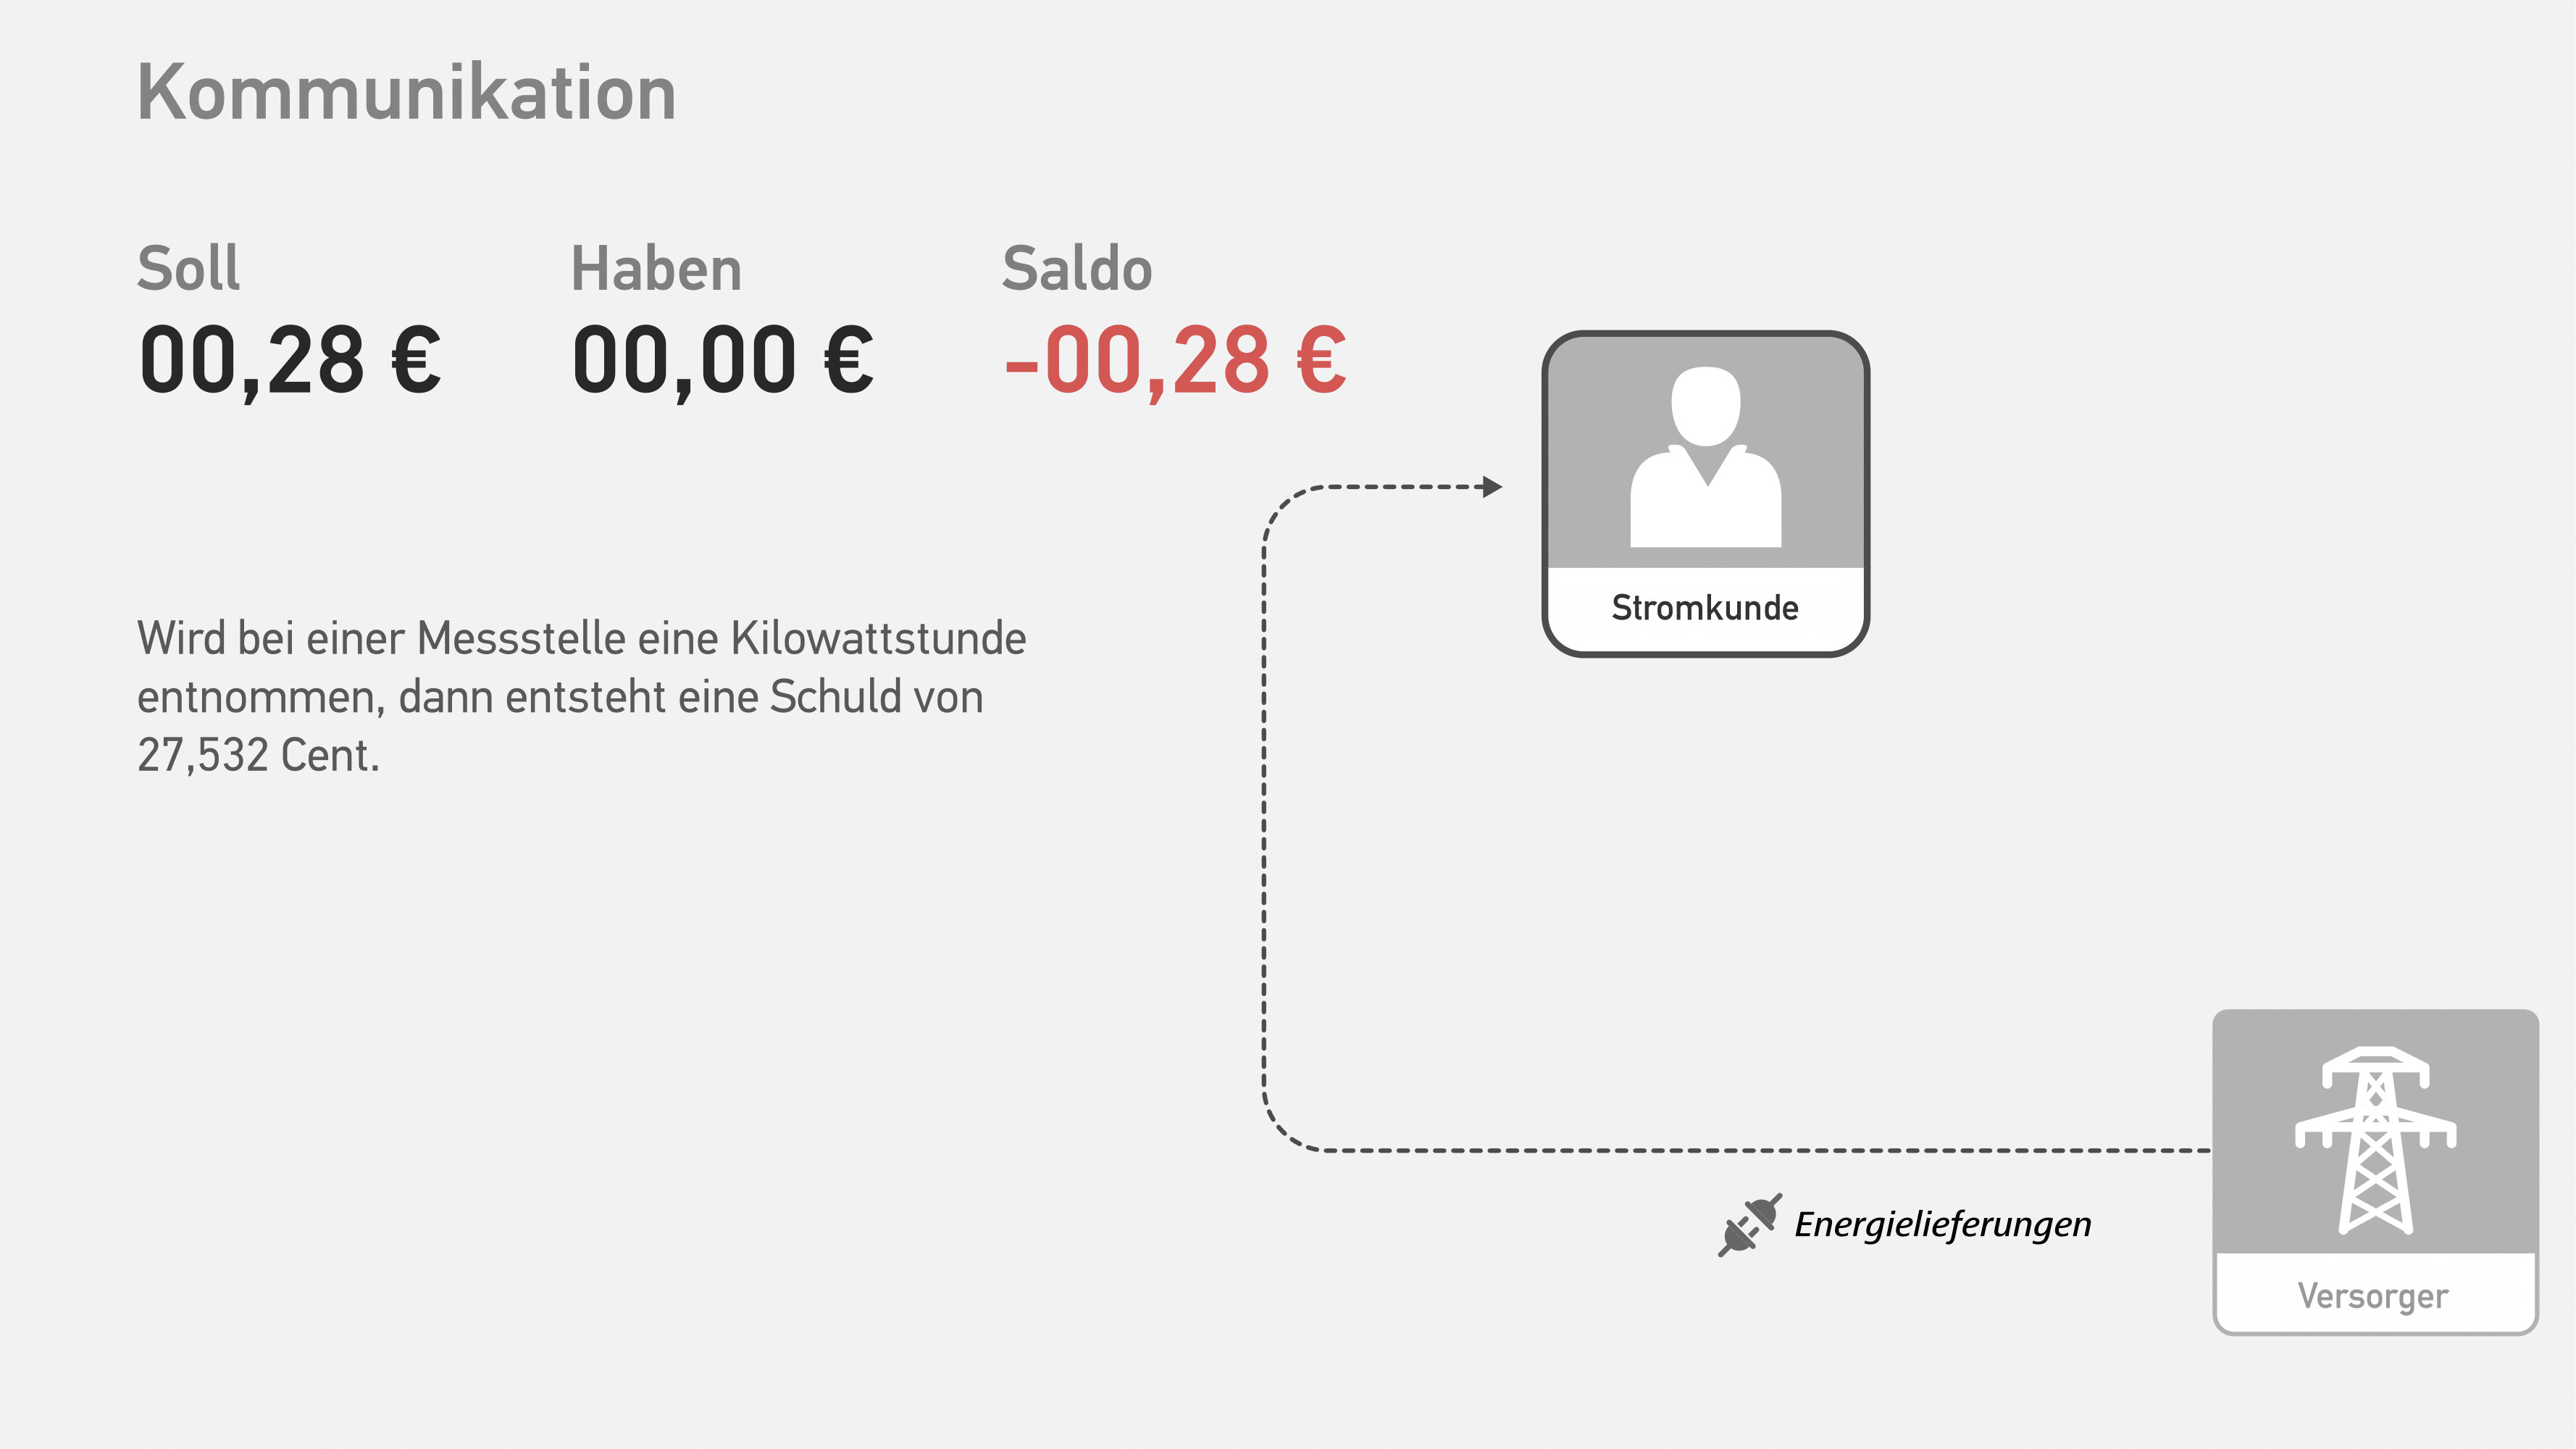 Kommunikation
Soll
Haben
Saldo
00,28 €
00,00 €
-00,28 €
Stromkunde
Wird bei einer Messstelle eine Kilowattstunde
entnommen, dann entsteht eine Schuld von
27,532 Cent.
Energielieferungen
Versorger